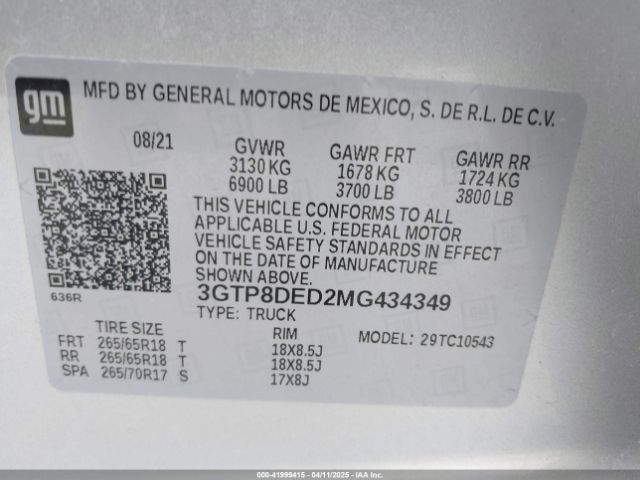 gm
MFD BY GENERAL MOTORS DE MEXICO, S. DE R.L. DE C.V.
08/21
GVWR
3130 KG
6900 LB
GAWR FRT
1678 KG
3700 LB
GAWR RR
1724 KG
3800 LB
THIS VEHICLE CONFORMS TO ALL
APPLICABLE U.S. FEDERAL MOTOR
VEHICLE SAFETY STANDARDS IN EFFECT
ON THE DATE OF MANUFACTURE
SHOWN ABOVE.
636R
3GTP8DED2MG434349
TYPE: TRUCK
MODEL: 29TC10543
TIRE SIZE RIM
FRT 265/65R18 T 18X8.5J
RR 265/65R18 T 18X8.5J
SPA 265/70R17 S 17X8J
000-41999415 - 04/11/2025 - IAA Inc.